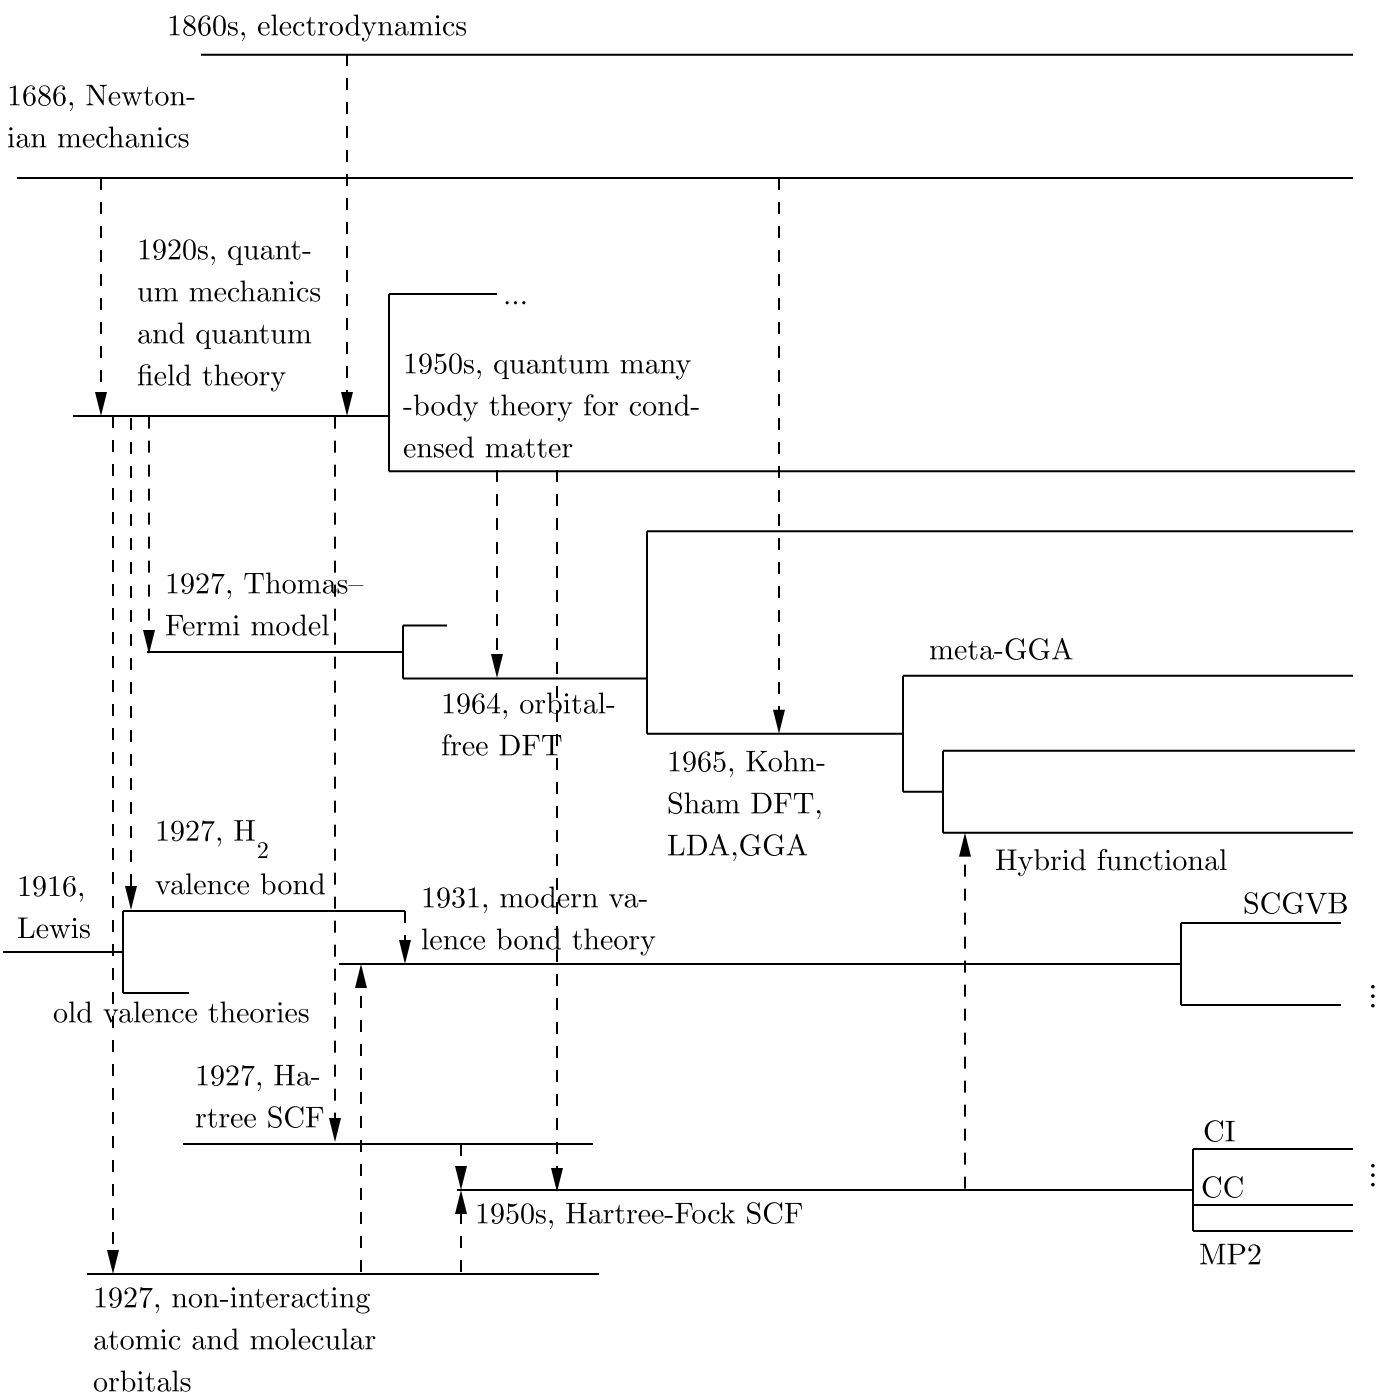 1860s, electrodynamics
1686, Newton-
ian mechanics
1920s, quant-
um mechanics
and quantum
field theory
...
1950s, quantum many
-body theory for cond-
ensed matter
1927, Thomas–
Fermi model
1964, orbital-
free DFT
meta-GGA
1965, Kohn-
Sham DFT,
LDA,GGA
Hybrid functional
1927, H₂
valence bond
1916,
Lewis
1931, modern va-
lence bond theory
SCGVB
old valence theories
...
1927, Ha-
rtree SCF
CI
CC
...
1950s, Hartree-Fock SCF
MP2
1927, non-interacting
atomic and molecular
orbitals